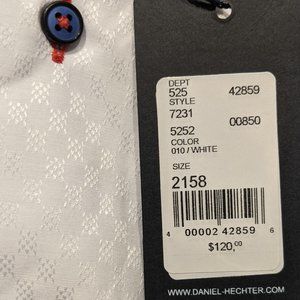 DEPT
525 42859
STYLE
7231
00850
5252
COLOR
010 / WHITE
SIZE
2158
4 00002 42859 6
$120,00
WWW.DANIEL-HECHTER.COM